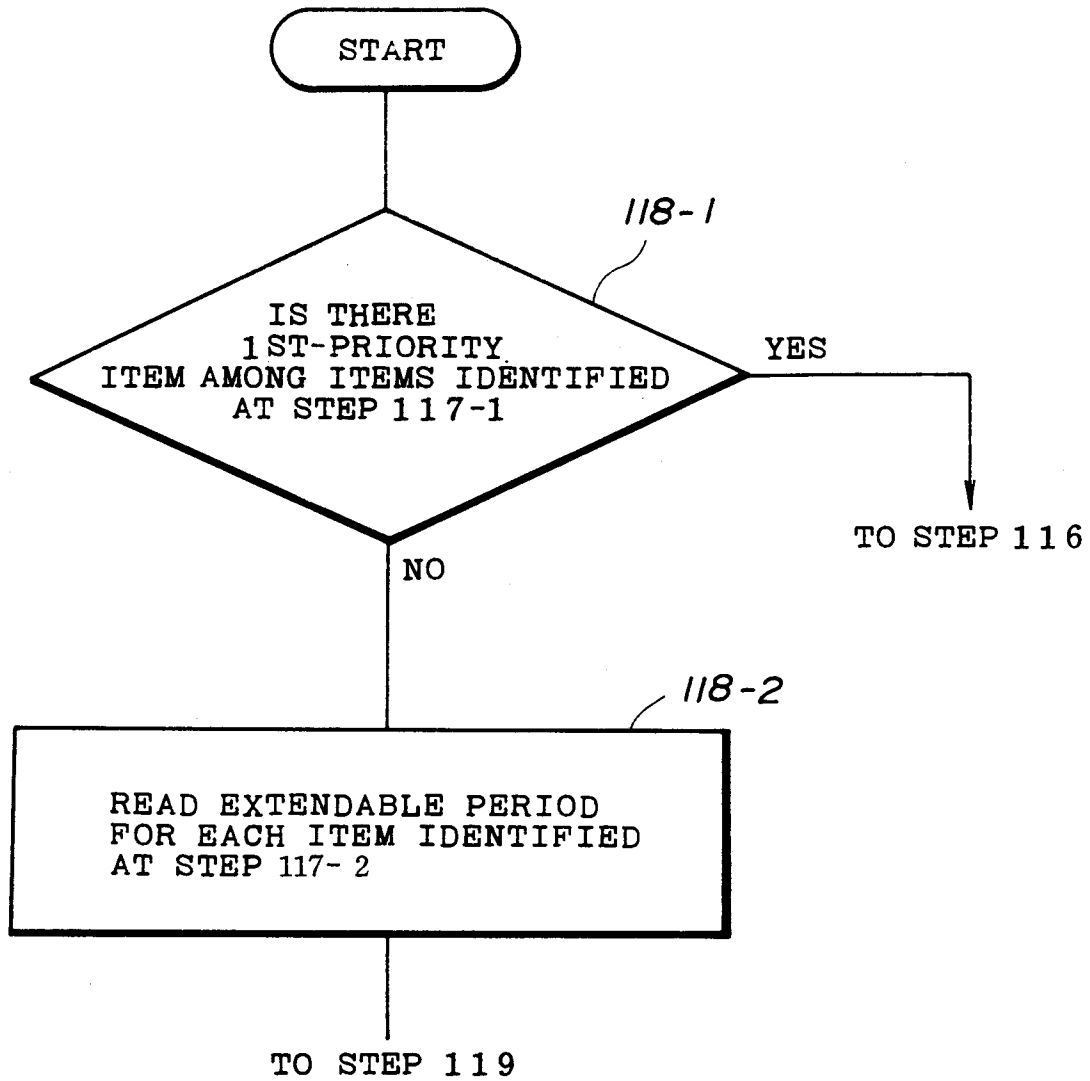 START
118-1
IS THERE
1ST-PRIORITY
ITEM AMONG ITEMS IDENTIFIED
AT STEP 117-1
YES
TO STEP 116
NO
118-2
READ EXTENDABLE PERIOD
FOR EACH ITEM IDENTIFIED
AT STEP 117-2
TO STEP 119